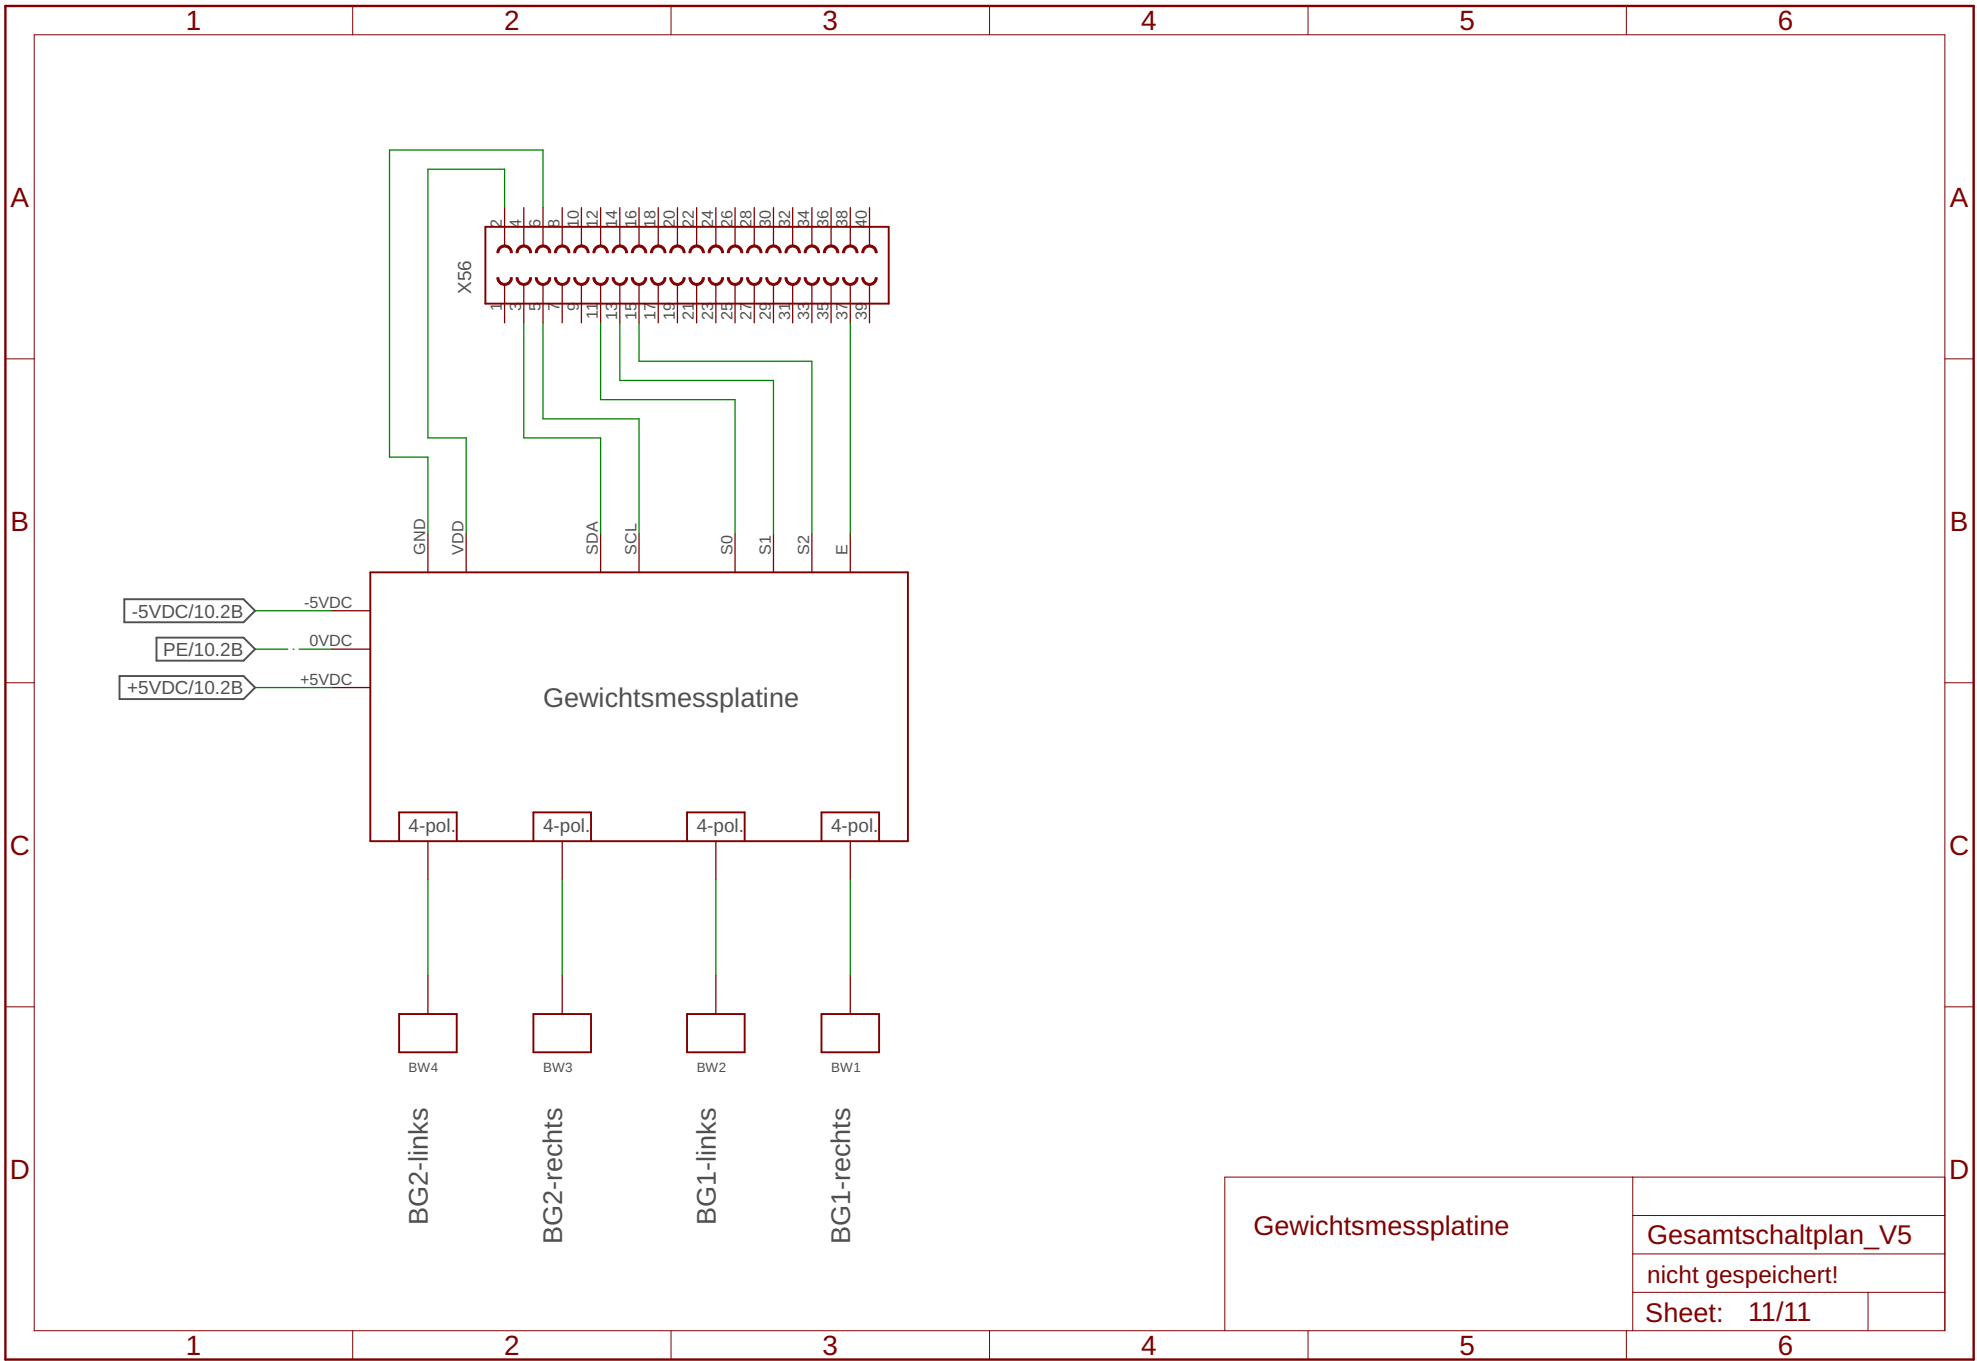 1 2 3 4 5 6
A A
2 4 6 8 10 12 14 16 18 20 22 24 26 28 30 32 34 36 38 40
X56
1 3 5 7 9 11 13 15 17 19 21 23 25 27 29 31 33 35 37 39
B B
GND VDD SDA SCL S0 S1 S2 E
-5VDC/10.2B -5VDC
PE/10.2B 0VDC
+5VDC/10.2B +5VDC
Gewichtsmessplatine
4-pol. 4-pol. 4-pol. 4-pol.
C C
BW4 BW3 BW2 BW1
BG2-links BG2-rechts BG1-links BG1-rechts
D D
Gewichtsmessplatine
Gesamtschaltplan_V5
nicht gespeichert!
Sheet: 11/11
1 2 3 4 5 6